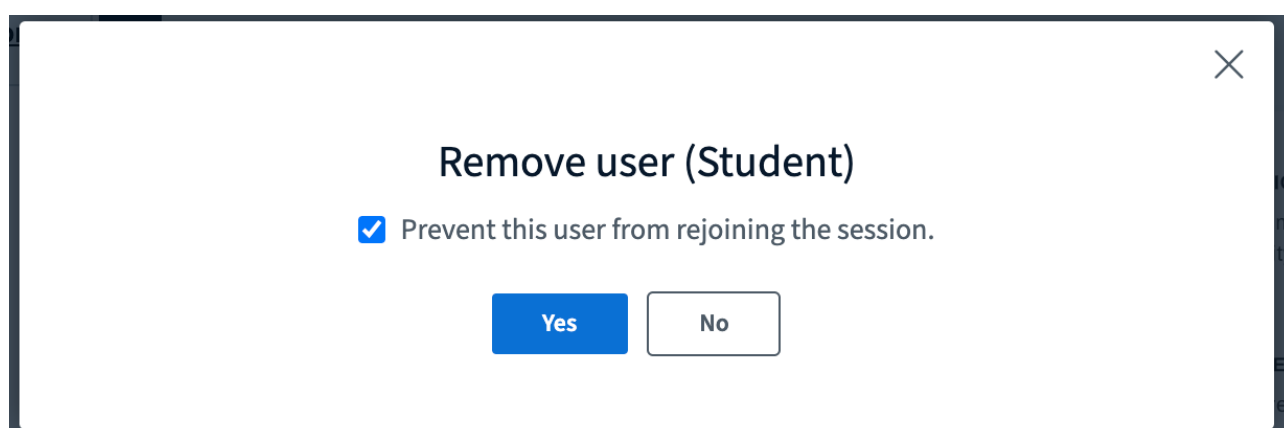 Remove user (Student)
Prevent this user from rejoining the session.
Yes
No